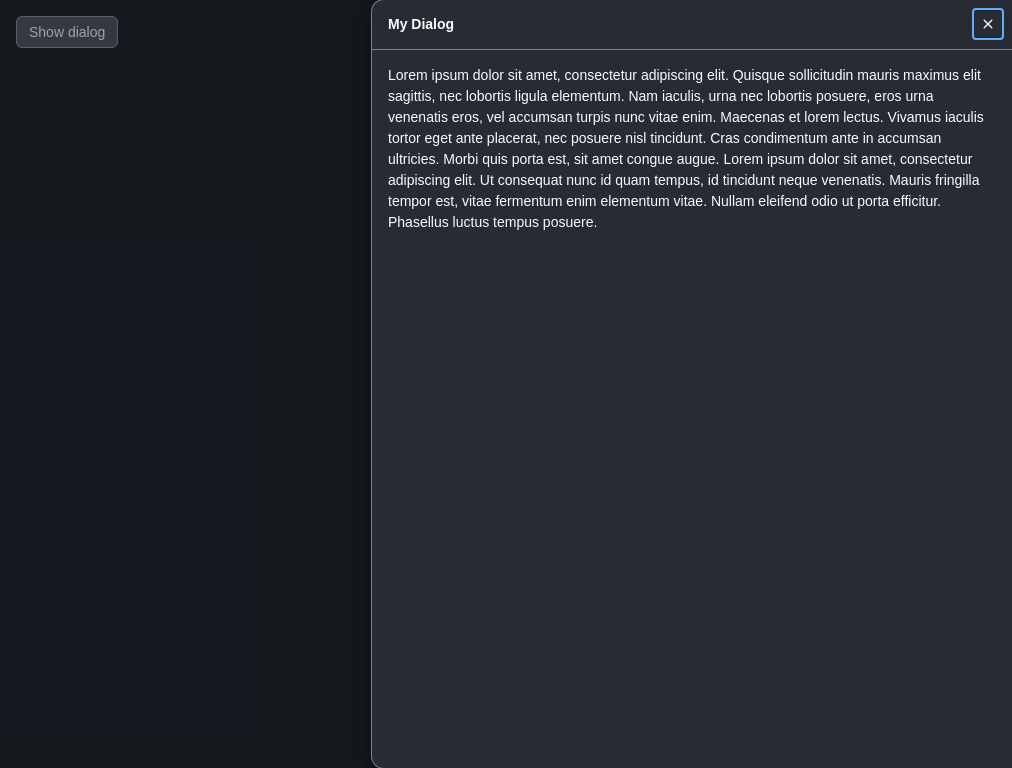 Show dialog
My Dialog
Lorem ipsum dolor sit amet, consectetur adipiscing elit. Quisque sollicitudin mauris maximus elit
sagittis, nec lobortis ligula elementum. Nam iaculis, urna nec lobortis posuere, eros urna
venenatis eros, vel accumsan turpis nunc vitae enim. Maecenas et lorem lectus. Vivamus iaculis
tortor eget ante placerat, nec posuere nisl tincidunt. Cras condimentum ante in accumsan
ultricies. Morbi quis porta est, sit amet congue augue. Lorem ipsum dolor sit amet, consectetur
adipiscing elit. Ut consequat nunc id quam tempus, id tincidunt neque venenatis. Mauris fringilla
tempor est, vitae fermentum enim elementum vitae. Nullam eleifend odio ut porta efficitur.
Phasellus luctus tempus posuere.